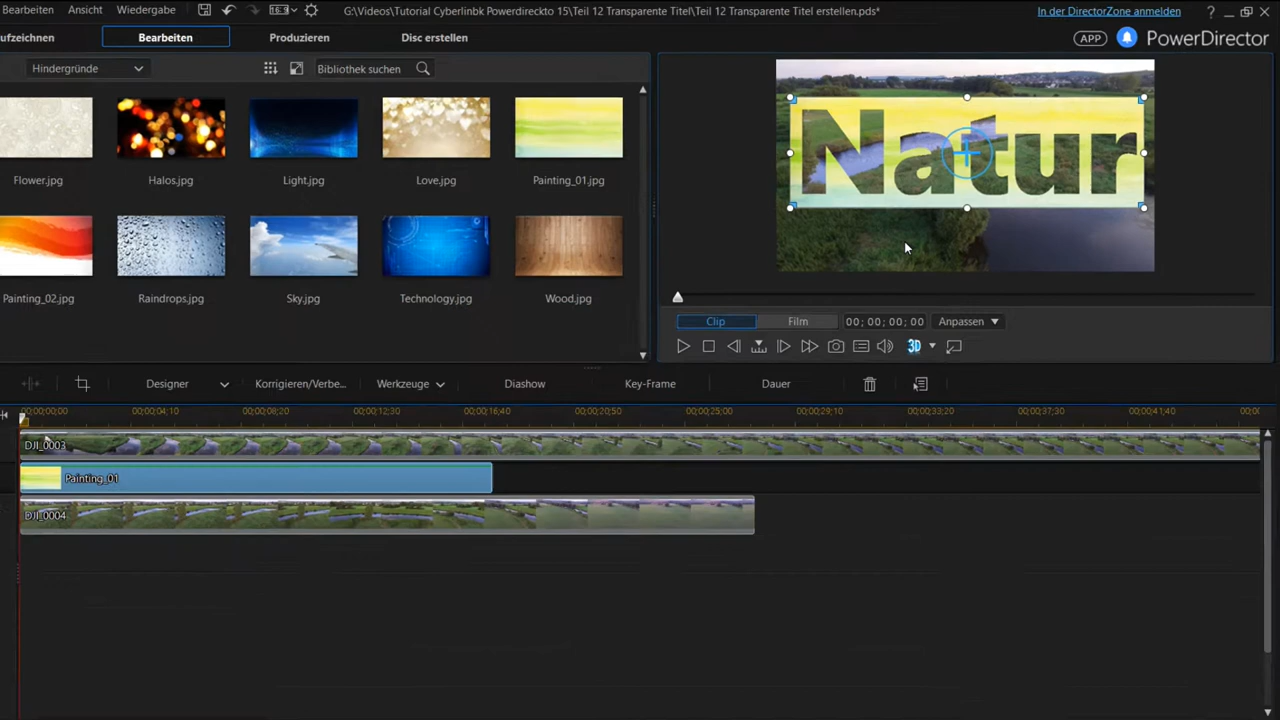 Bearbeiten Ansicht Wiedergabe 16:9 G:\Videos\Tutorial Cyberlinbk Powerdireckto 15\Teil 12 Transparente Titel\Teil 12 Transparente Titel erstellen.pds* In der DirectorZone anmelden ?
ufzeichnen Bearbeiten Produzieren Disc erstellen APP PowerDirector
Hintergründe Bibliothek suchen
Natur
Flower.jpg Halos.jpg Light.jpg Love.jpg Painting_01.jpg
Painting_02.jpg Raindrops.jpg Sky.jpg Technology.jpg Wood.jpg
Clip Film 00; 00; 00; 00 Anpassen
3D
Designer Korrigieren/Verbe... Werkzeuge Diashow Key-Frame Dauer
00;00;00;00 00;00;04;10 00;00;08;20 00;00;12;30 00;00;16;40 00;00;20;50 00;00;25;00 00;00;29;10 00;00;33;20 00;00;37;30 00;00;41;40 00;00
DJI_0003
Painting_01
DJI_0004